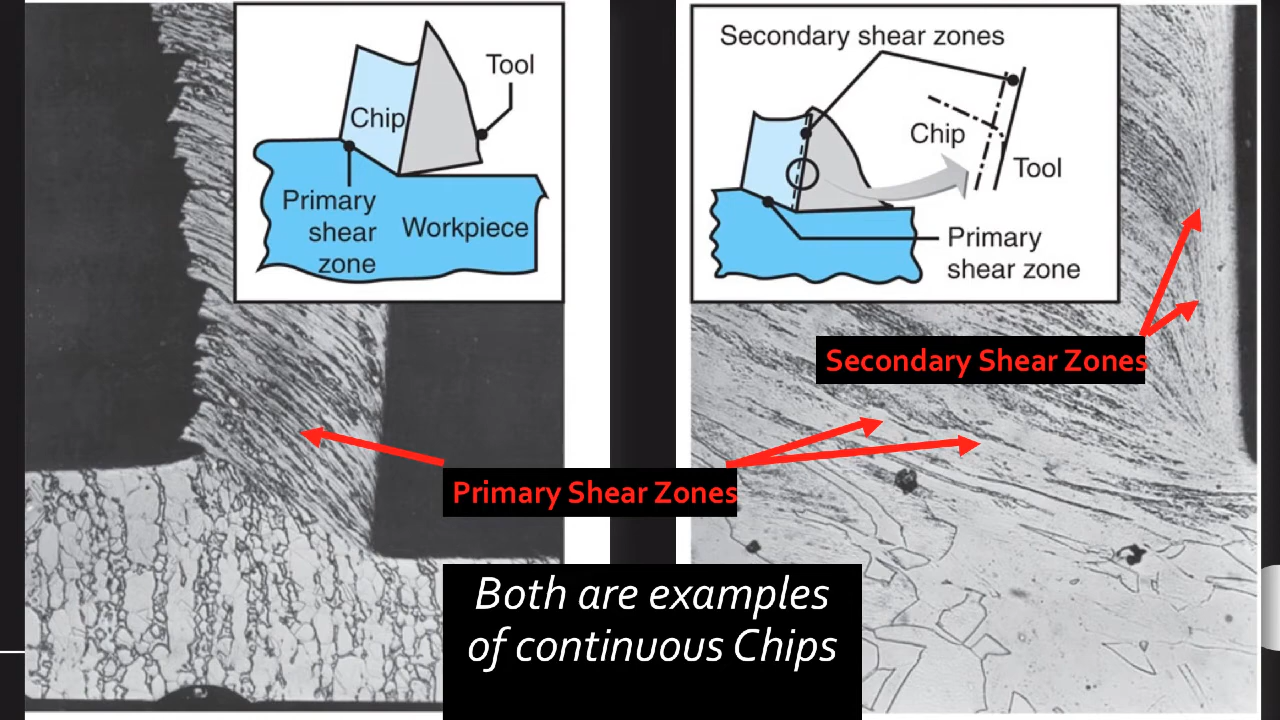 Tool
Chip
Primary
shear
zone
Workpiece
Secondary shear zones
Chip
Tool
Primary
shear zone
Secondary Shear Zones
Primary Shear Zones
Both are examples
of continuous Chips